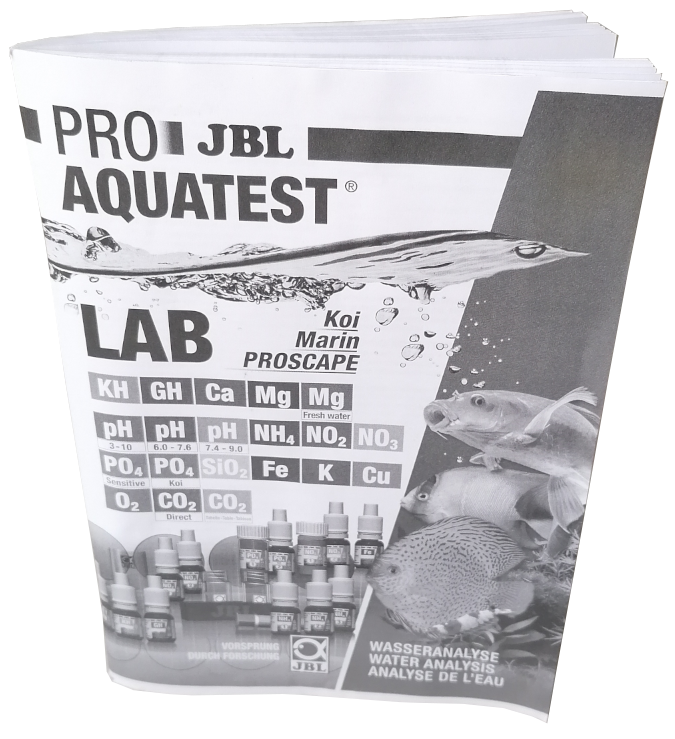 PRO JBL
AQUATEST®
LAB
Koi
Marin
PROSCAPE
KH GH Ca Mg Mg
Fresh water
pH pH pH NH4 NO2 NO3
3-10 6.0 - 7.6 7.4 - 9.0
PO4 PO4 SiO2 Fe K Cu
Sensitive Koi
O2 CO2 CO2
Direct
VORSPRUNG
DURCH FORSCHUNG
JBL
WASSERANALYSE
WATER ANALYSIS
ANALYSE DE L'EAU